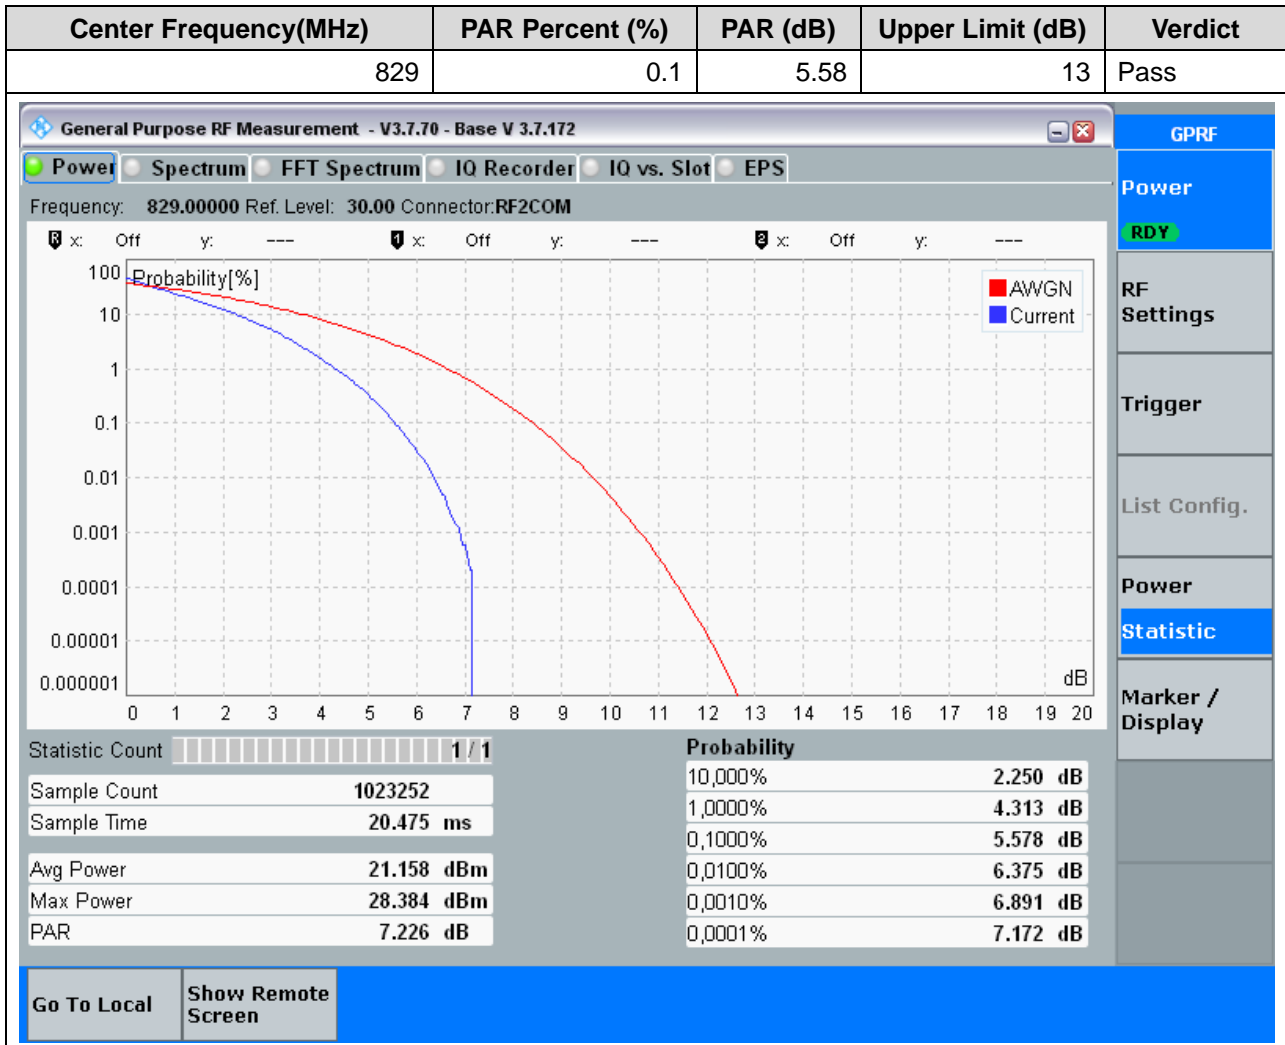 Center Frequency(MHz) PAR Percent (%) PAR (dB) Upper Limit (dB) Verdict
829 0.1 5.58 13 Pass
General Purpose RF Measurement - V3.7.70 - Base V 3.7.172
GPRF
Power Spectrum FFT Spectrum IQ Recorder IQ vs. Slot EPS
Power
RDY
Frequency: 829.00000 Ref. Level: 30.00 Connector:RF2COM
R x: Off y: --- 1 x: Off y: --- 2 x: Off y: ---
Probability[%]
AWGN
Current
100
10
1
0.1
0.01
0.001
0.0001
0.00001
0.000001
dB
0 1 2 3 4 5 6 7 8 9 10 11 12 13 14 15 16 17 18 19 20
RF
Settings
Trigger
List Config.
Power
Statistic
Marker /
Display
Statistic Count 1 / 1
Sample Count 1023252
Sample Time 20.475 ms
Avg Power 21.158 dBm
Max Power 28.384 dBm
PAR 7.226 dB
Probability
10,000% 2.250 dB
1,0000% 4.313 dB
0,1000% 5.578 dB
0,0100% 6.375 dB
0,0010% 6.891 dB
0,0001% 7.172 dB
Go To Local
Show Remote
Screen